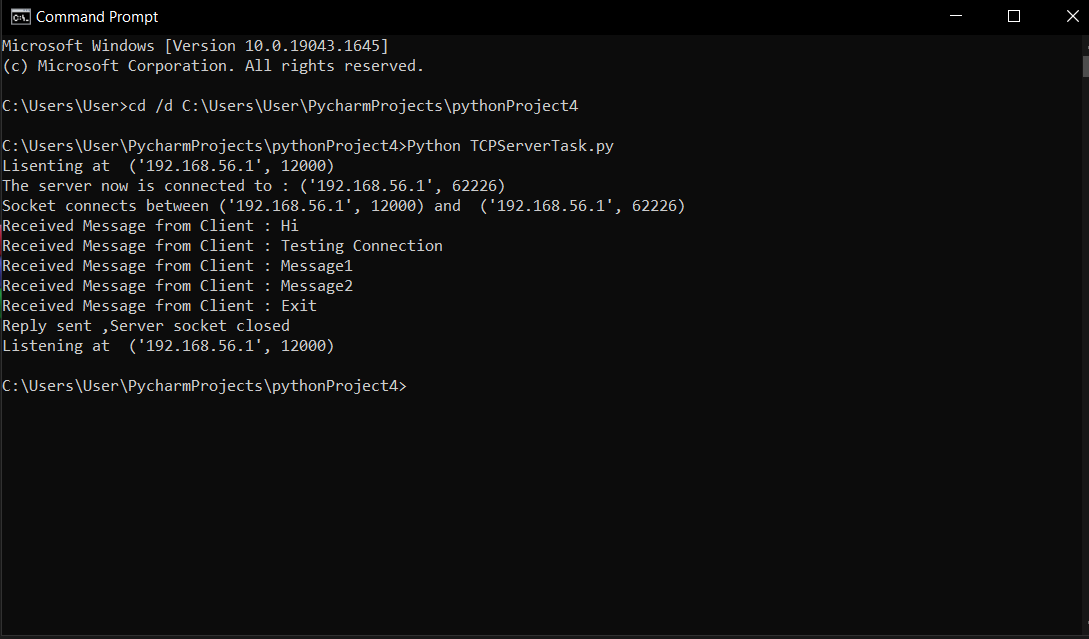 Command Prompt
Microsoft Windows [Version 10.0.19043.1645]
(c) Microsoft Corporation. All rights reserved.
C:\Users\User>cd /d C:\Users\User\PycharmProjects\pythonProject4
C:\Users\User\PycharmProjects\pythonProject4>Python TCPServerTask.py
Lisenting at  ('192.168.56.1', 12000)
The server now is connected to : ('192.168.56.1', 62226)
Socket connects between ('192.168.56.1', 12000) and  ('192.168.56.1', 62226)
Received Message from Client : Hi
Received Message from Client : Testing Connection
Received Message from Client : Message1
Received Message from Client : Message2
Received Message from Client : Exit
Reply sent ,Server socket closed
Listening at  ('192.168.56.1', 12000)
C:\Users\User\PycharmProjects\pythonProject4>